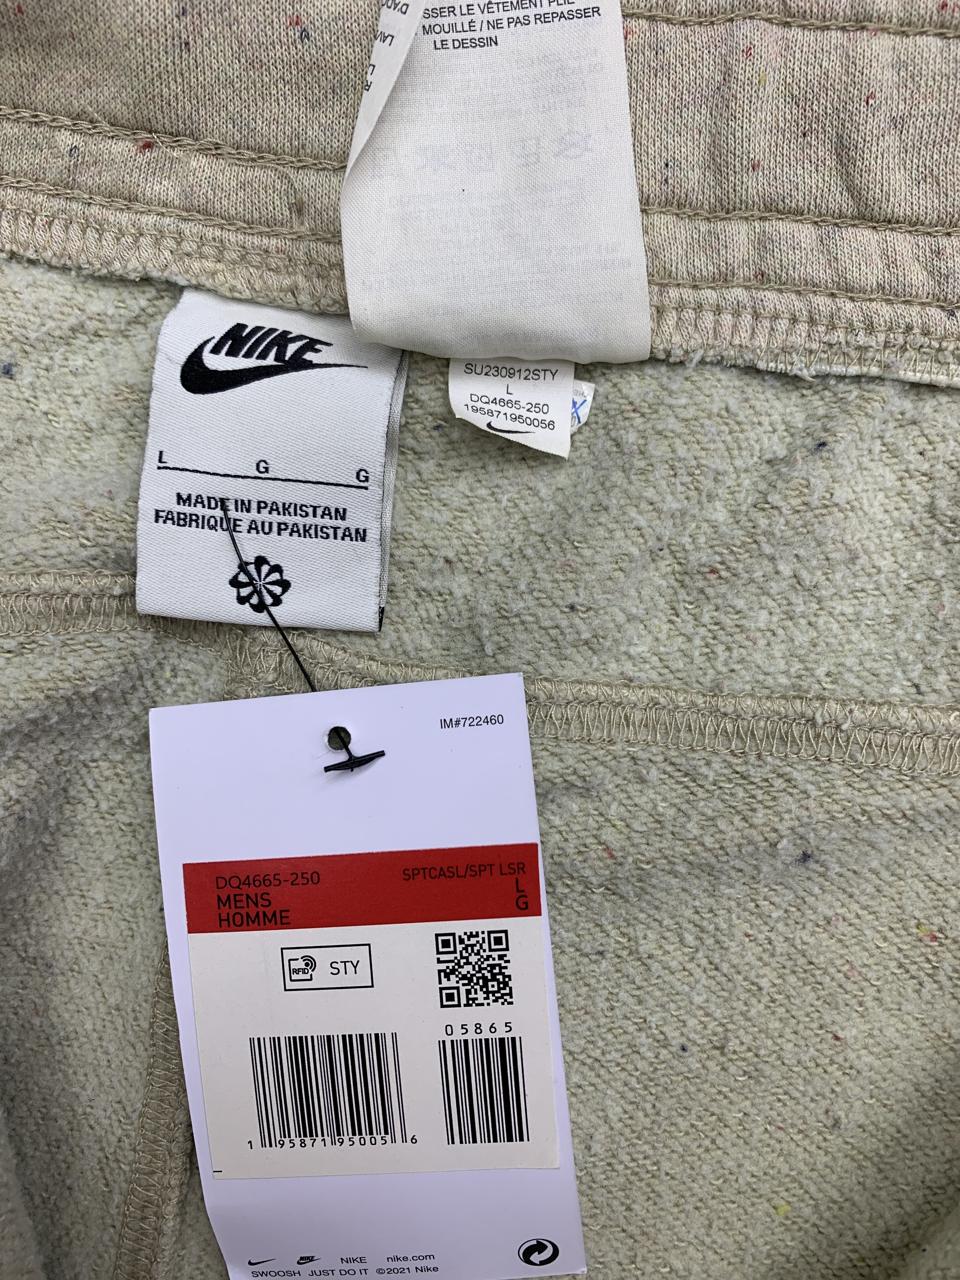 SSER LE VÊTEMENT PLIÉ
MOUILLÉ / NE PAS REPASSER
LE DESSIN
NIKE
L G G
MADE IN PAKISTAN
FABRIQUÉ AU PAKISTAN
SU230912STY
L
DQ4665-250
195871950056
IM#722460
DQ4665-250 SPTCASL/SPT LSR
MENS L
HOMME G
RFID STY
05865
1 95871 95005 6
NIKE nike.com
SWOOSH JUST DO IT ©2021 Nike